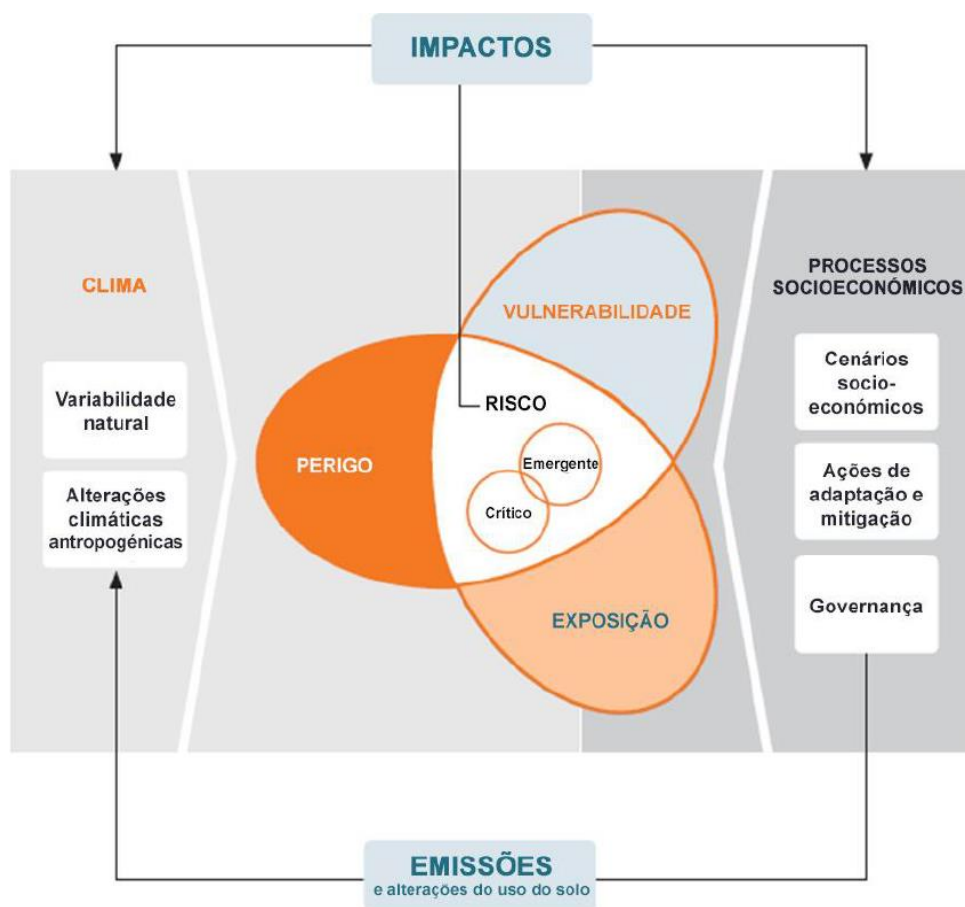 IMPACTOS
CLIMA
Variabilidade
natural
Alterações
climáticas
antropogénicas
VULNERABILIDADE
RISCO
PERIGO
Emergente
Crítico
EXPOSIÇÃO
PROCESSOS
SOCIOECONÔMICOS
Cenários
socio-
económicos
Ações de
adaptação e
mitigação
Governança
EMISSÕES
e alterações do uso do solo